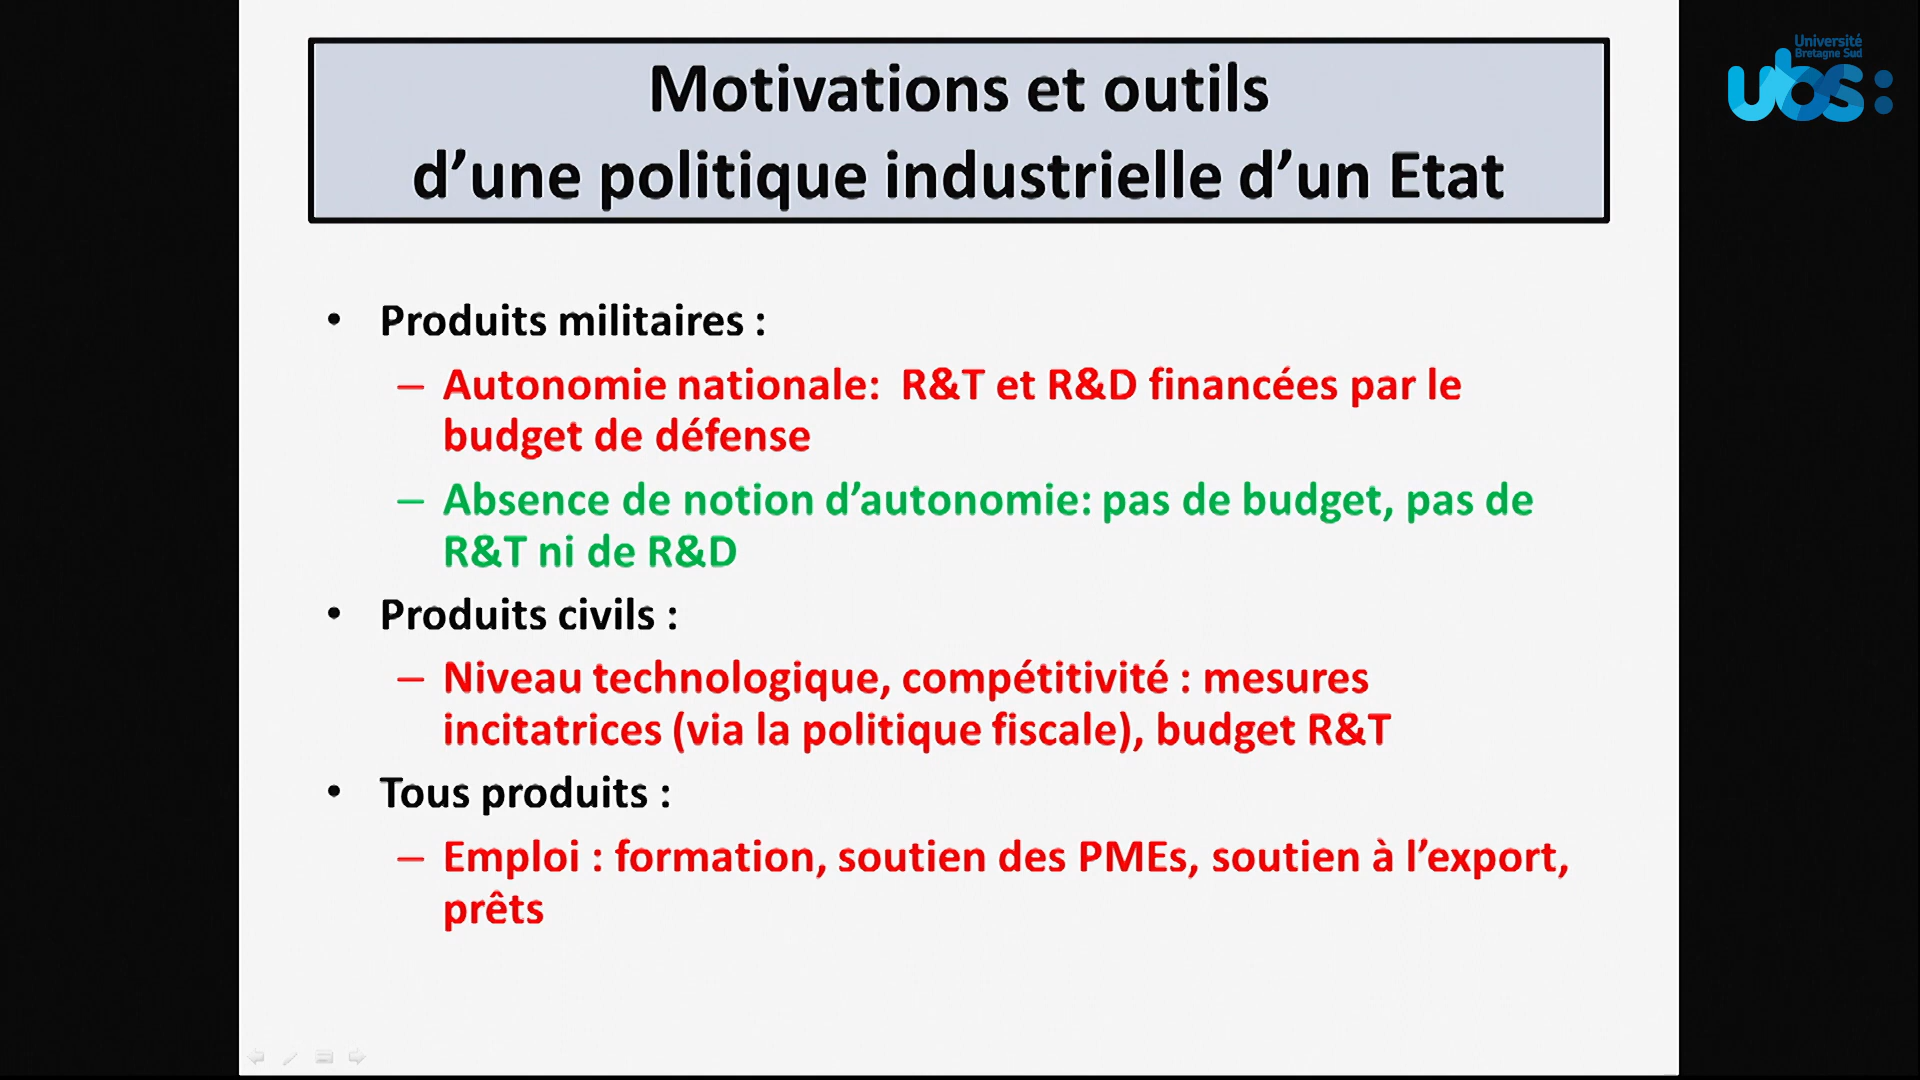 Motivations et outils
d’une politique industrielle d’un Etat
Université
Bretagne Sud
ubs:
• Produits militaires :
– Autonomie nationale: R&T et R&D financées par le
budget de défense
– Absence de notion d’autonomie: pas de budget, pas de
R&T ni de R&D
• Produits civils :
– Niveau technologique, compétitivité : mesures
incitatrices (via la politique fiscale), budget R&T
• Tous produits :
– Emploi : formation, soutien des PMEs, soutien à l’export,
prêts